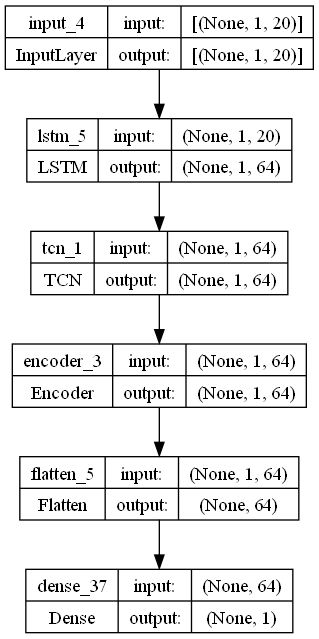 input_4 input: [(None, 1, 20)]
InputLayer output: [(None, 1, 20)]
lstm_5 input: (None, 1, 20)
LSTM output: (None, 1, 64)
tcn_1 input: (None, 1, 64)
TCN output: (None, 1, 64)
encoder_3 input: (None, 1, 64)
Encoder output: (None, 1, 64)
flatten_5 input: (None, 1, 64)
Flatten output: (None, 64)
dense_37 input: (None, 64)
Dense output: (None, 1)